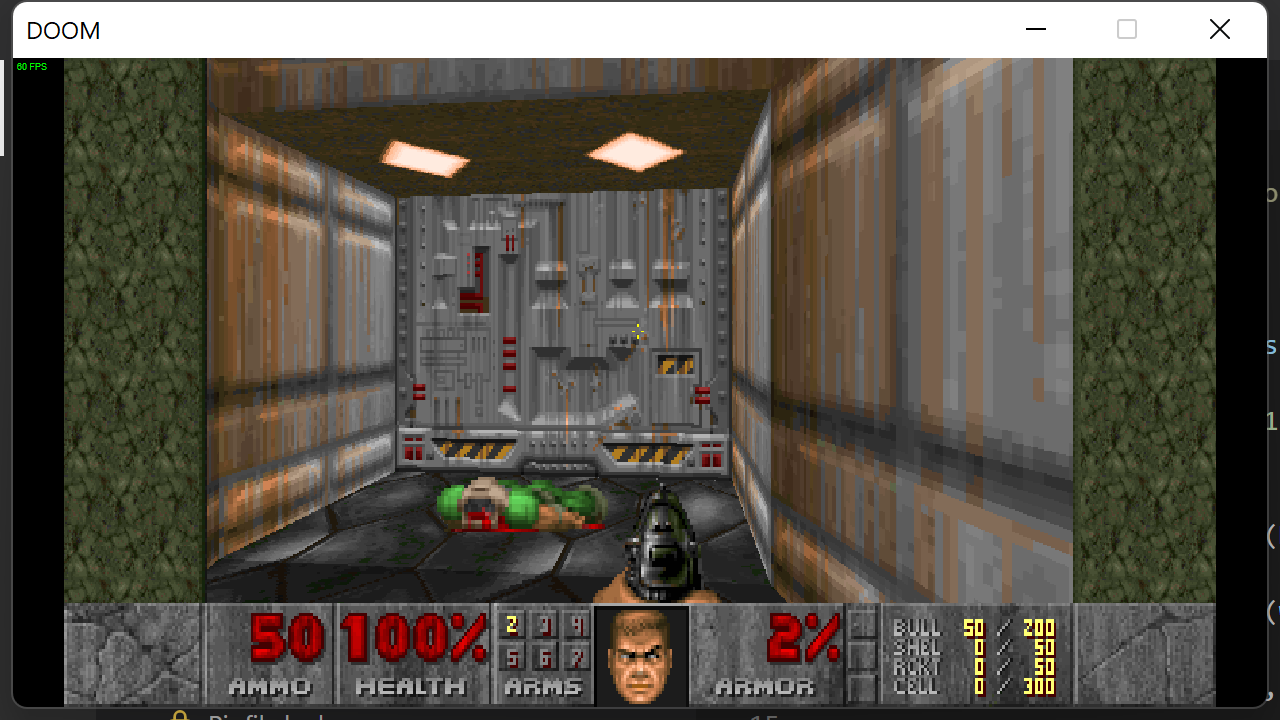 DOOM
60 FPS
50 100% 2 3 4 2% BULL 50 / 200
SHEL 0 / 50
5 6 7 RCKT 0 / 50
AMMO HEALTH ARMS ARMOR CELL 0 / 300
15